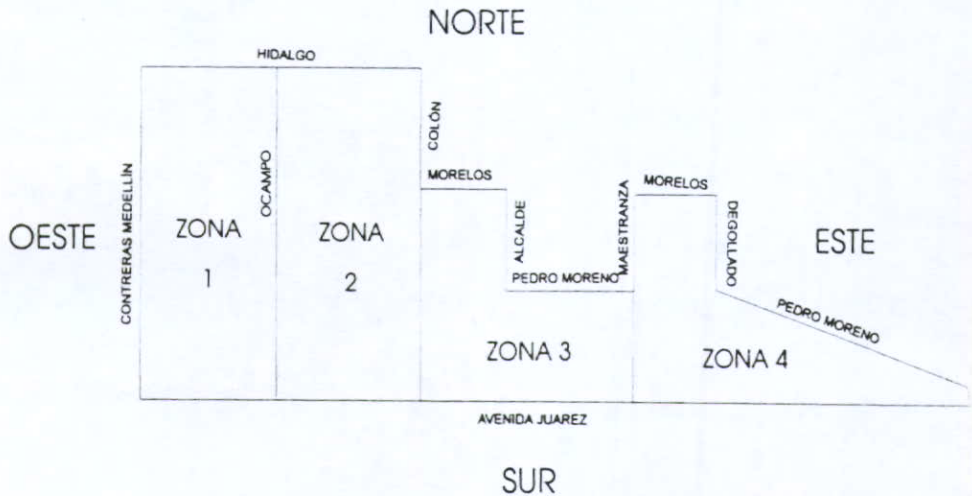 NORTE
HIDALGO
COLÓN
MORELOS
MORELOS
CONTRERAS MEDELLÍN
OCAMPO
ALCALDE
MAESTRANZA
DEGOLLADO
OESTE
ZONA
1
ZONA
2
ESTE
PEDRO MORENO
PEDRO MORENO
ZONA 3
ZONA 4
AVENIDA JUAREZ
SUR